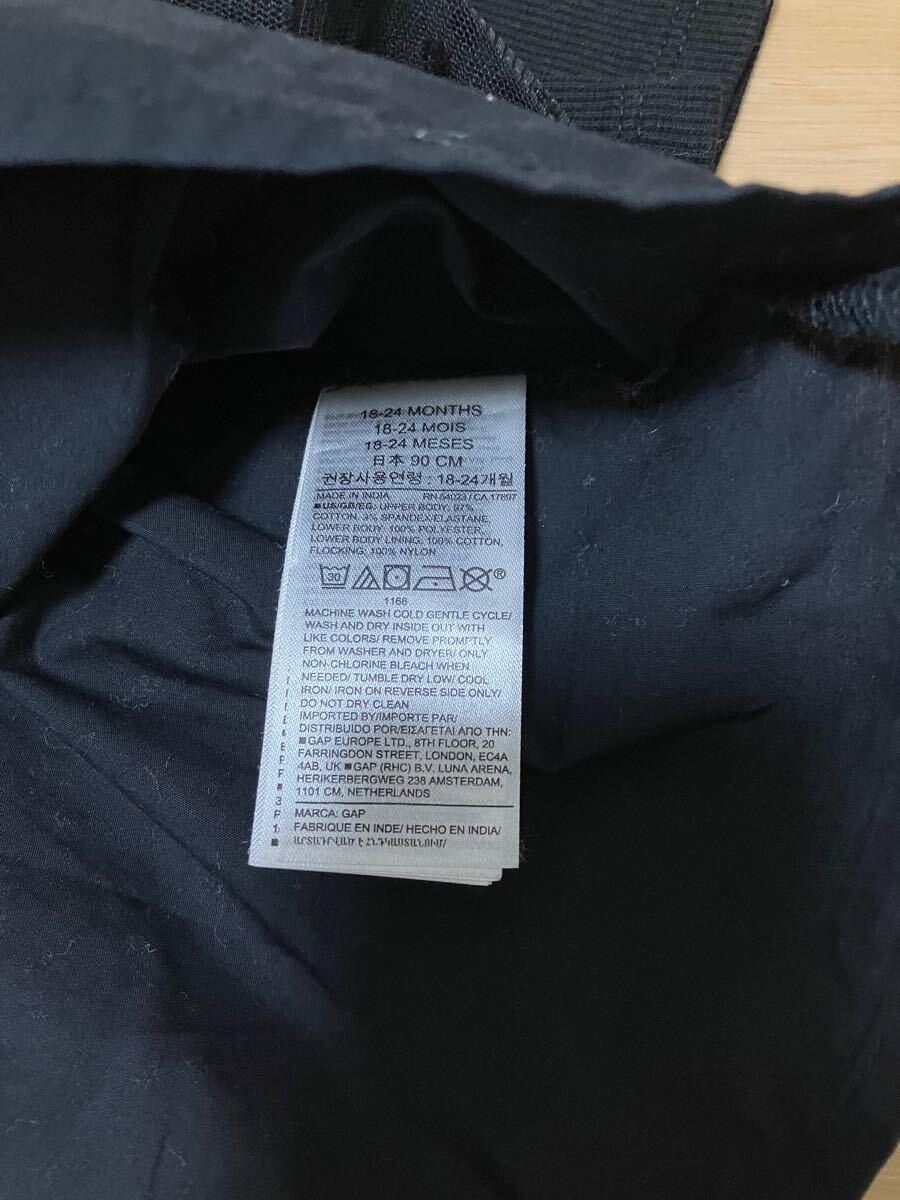 18-24 MONTHS
18-24 MOIS
18-24 MESES
日本 90 CM
권장사용연령 : 18-24개월
MADE IN INDIA RN 54023 / CA 17897
■US/GB/EG: UPPER BODY: 97%
COTTON, 3% SPANDEX/ELASTANE,
LOWER BODY: 100% POLYESTER,
LOWER BODY LINING: 100% COTTON,
FLOCKING: 100% NYLON
30
®
1166
MACHINE WASH COLD GENTLE CYCLE/
WASH AND DRY INSIDE OUT WITH
LIKE COLORS/ REMOVE PROMPTLY
FROM WASHER AND DRYER/ ONLY
NON-CHLORINE BLEACH WHEN
NEEDED/ TUMBLE DRY LOW/ COOL
IRON/ IRON ON REVERSE SIDE ONLY/
DO NOT DRY CLEAN
IMPORTED BY/IMPORTE PAR/
DISTRIBUIDO POR/ΕΙΣΑΓΕΤΑΙ ΑΠΟ ΤΗΝ:
■GAP EUROPE LTD., 8TH FLOOR, 20
FARRINGDON STREET, LONDON, EC4A
4AB, UK ■GAP (RHC) B.V. LUNA ARENA,
HERIKERBERGWEG 238 AMSTERDAM,
1101 CM, NETHERLANDS
MARCA: GAP
FABRIQUE EN INDE/ HECHO EN INDIA/
ԱՐՏԱԴՐՎԱԾ Է ՀՆԴԿԱՍՏԱՆՈՒՄ/